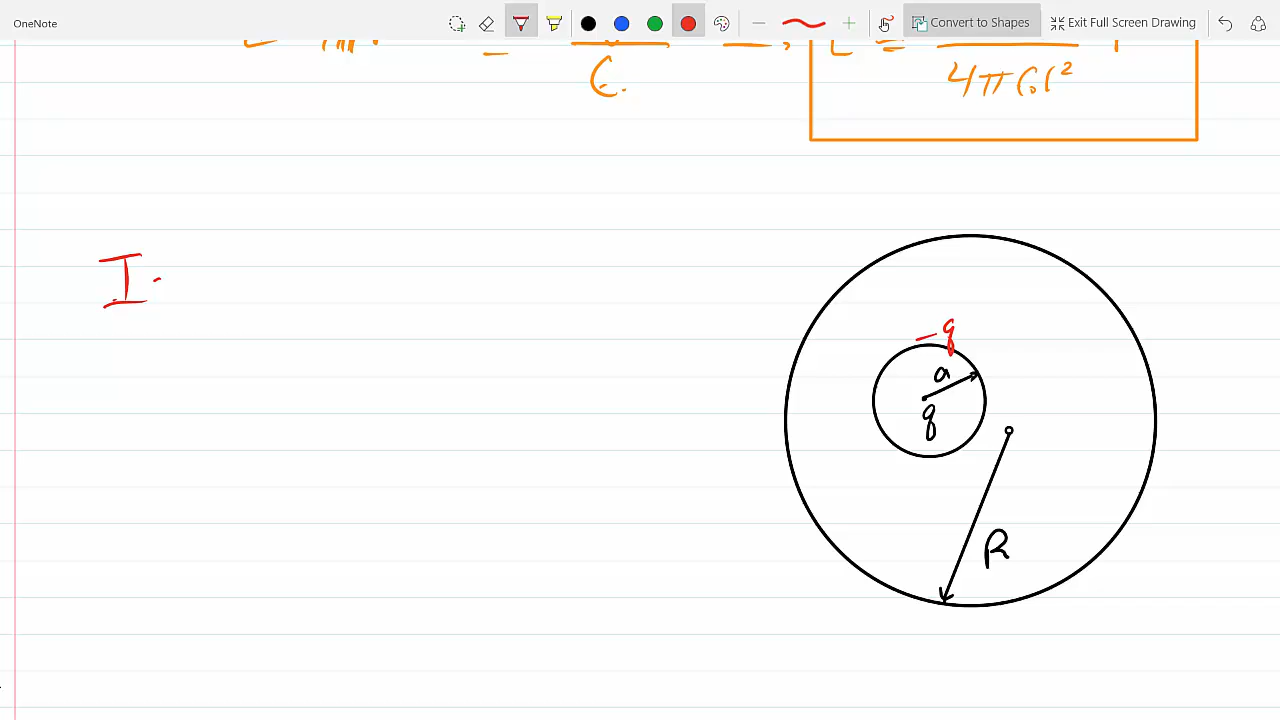 OneNote
Convert to Shapes
Exit Full Screen Drawing
4πϵ₀r²
I.
-q
a
q
R